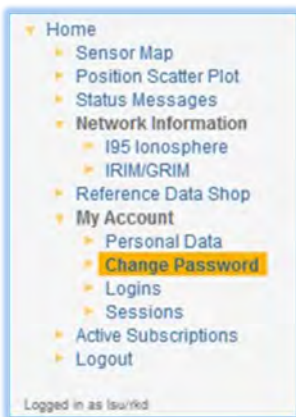 Home
Sensor Map
Position Scatter Plot
Status Messages
Network Information
I95 Ionosphere
IRIM/GRIM
Reference Data Shop
My Account
Personal Data
Change Password
Logins
Sessions
Active Subscriptions
Logout
Logged in as lsu/rkd